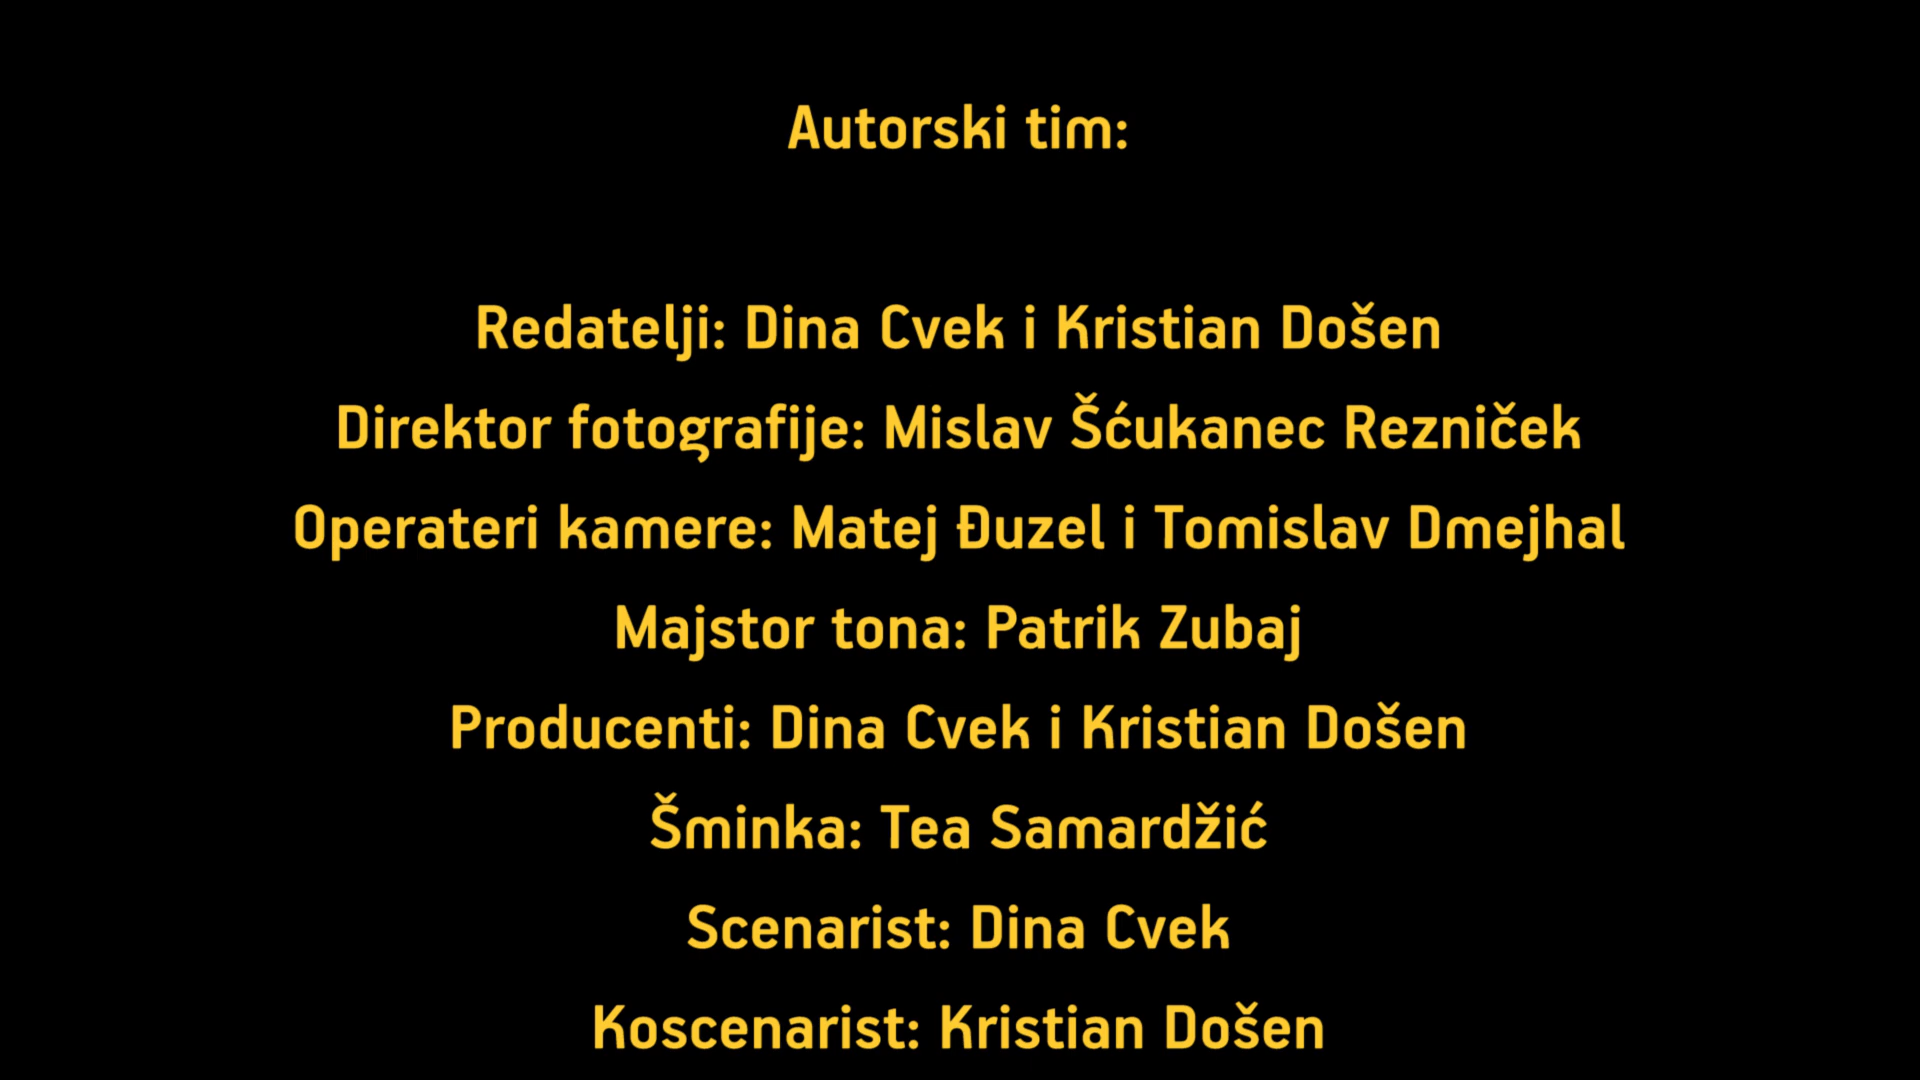 Autorski tim:
Redatelji: Dina Cvek i Kristian Došen
Direktor fotografije: Mislav Šćukanec Rezniček
Operateri kamere: Matej Đuzel i Tomislav Dmejhal
Majstor tona: Patrik Zubaj
Producenti: Dina Cvek i Kristian Došen
Šminka: Tea Samardžić
Scenarist: Dina Cvek
Koscenarist: Kristian Došen